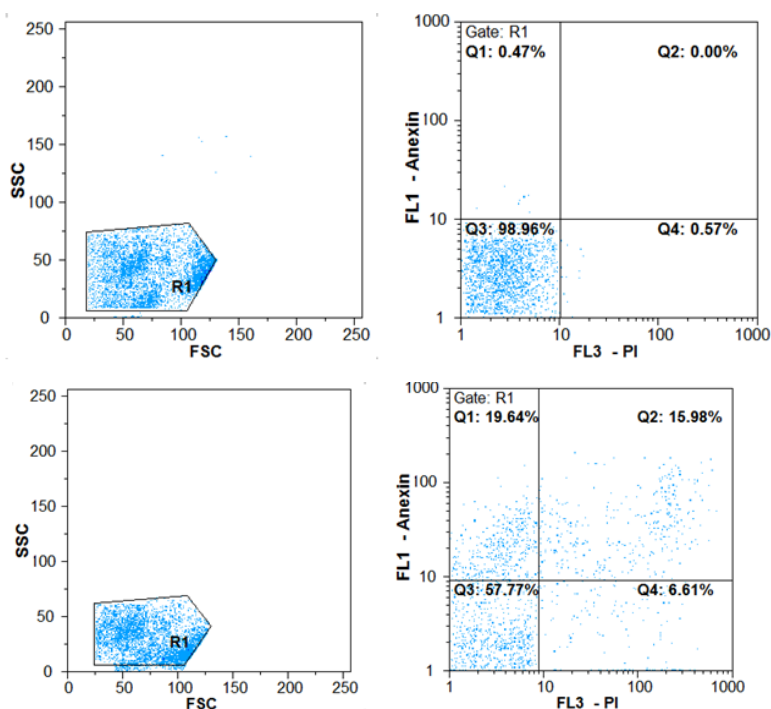 250
200
150
100
50
0
SSC
R1
0 50 100 150 200 250
FSC
1000
100
10
1
FL1 - Anexin
Gate: R1
Q1: 0.47% Q2: 0.00%
Q3: 98.96% Q4: 0.57%
1 10 100 1000
FL3 - PI
250
200
150
100
50
0
SSC
R1
0 50 100 150 200 250
FSC
1000
100
10
1
FL1 - Anexin
Gate: R1
Q1: 19.64% Q2: 15.98%
Q3: 57.77% Q4: 6.61%
1 10 100 1000
FL3 - PI